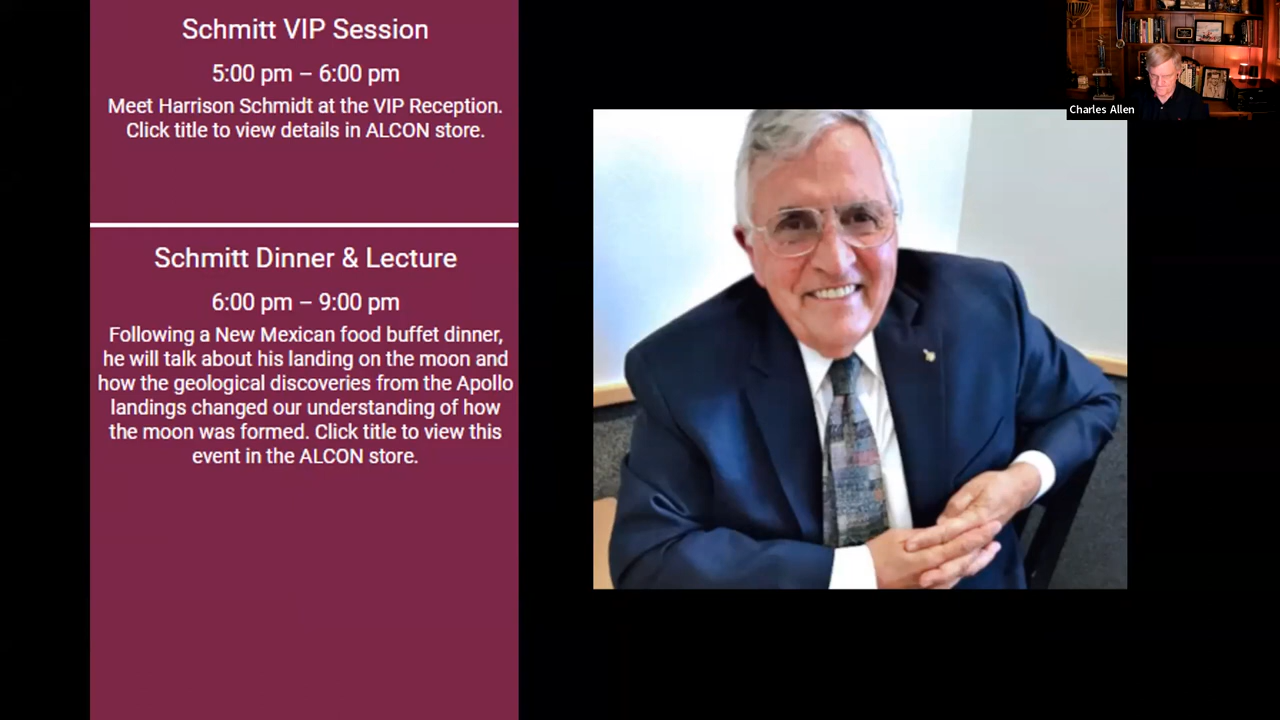 Schmitt VIP Session
5:00 pm – 6:00 pm
Meet Harrison Schmidt at the VIP Reception.
Click title to view details in ALCON store.
Schmitt Dinner & Lecture
6:00 pm – 9:00 pm
Following a New Mexican food buffet dinner,
he will talk about his landing on the moon and
how the geological discoveries from the Apollo
landings changed our understanding of how
the moon was formed. Click title to view this
event in the ALCON store.
Charles Allen